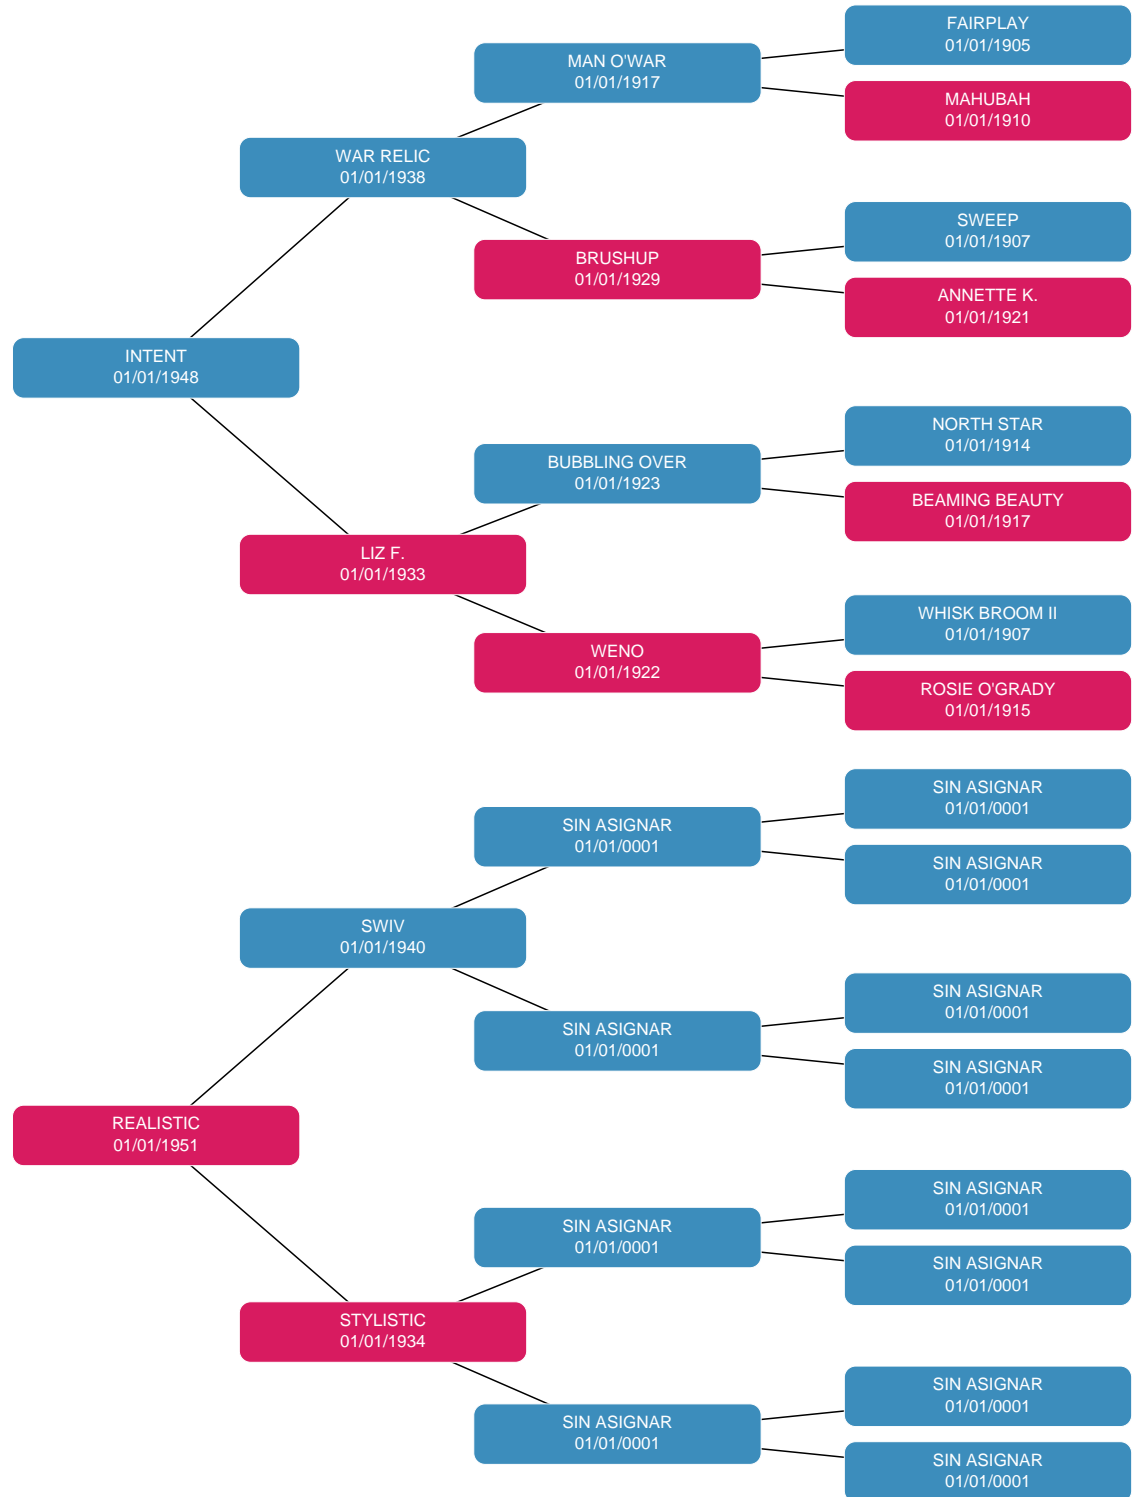 FAIRPLAY
01/01/1905
MAN O'WAR
01/01/1917
MAHUBAH
01/01/1910
WAR RELIC
01/01/1938
SWEEP
01/01/1907
BRUSHUP
01/01/1929
ANNETTE K.
01/01/1921
INTENT
01/01/1948
NORTH STAR
01/01/1914
BUBBLING OVER
01/01/1923
BEAMING BEAUTY
01/01/1917
LIZ F.
01/01/1933
WHISK BROOM II
01/01/1907
WENO
01/01/1922
ROSIE O'GRADY
01/01/1915
SIN ASIGNAR
01/01/0001
SIN ASIGNAR
01/01/0001
SIN ASIGNAR
01/01/0001
SWIV
01/01/1940
SIN ASIGNAR
01/01/0001
SIN ASIGNAR
01/01/0001
SIN ASIGNAR
01/01/0001
REALISTIC
01/01/1951
SIN ASIGNAR
01/01/0001
SIN ASIGNAR
01/01/0001
SIN ASIGNAR
01/01/0001
STYLISTIC
01/01/1934
SIN ASIGNAR
01/01/0001
SIN ASIGNAR
01/01/0001
SIN ASIGNAR
01/01/0001